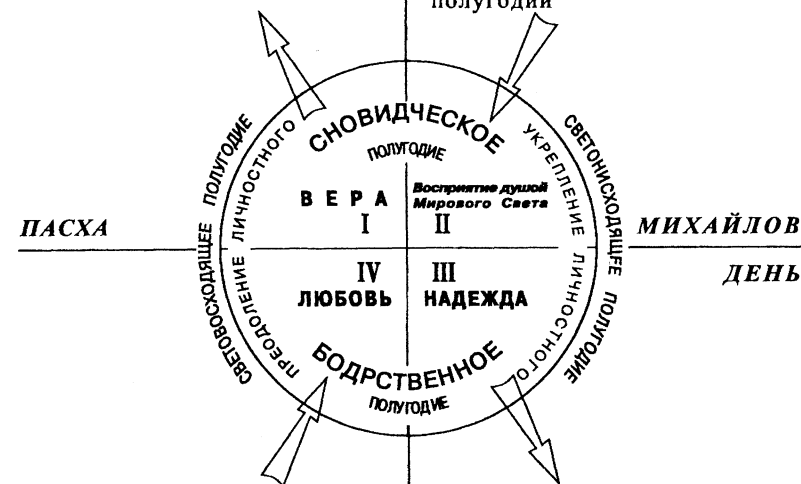 полугодий
СНОВИДЧЕСКОЕ
ПОЛУГОДИЕ
СВЕТОВОСХОДЯЩЕЕ ПОЛУГОДИЕ
ПРЕОДОЛЕНИЕ ЛИЧНОСТНОГО
УКРЕПЛЕНИЕ ЛИЧНОСТНОГО
СВЕТОНИСХОДЯЩЕЕ ПОЛУГОДИЕ
ВЕРА
Восприятие душой
Мирового Света
I II
ПАСХА
МИХАЙЛОВ
ДЕНЬ
IV III
ЛЮБОВЬ НАДЕЖДА
БОДРСТВЕННОЕ
ПОЛУГОДИЕ